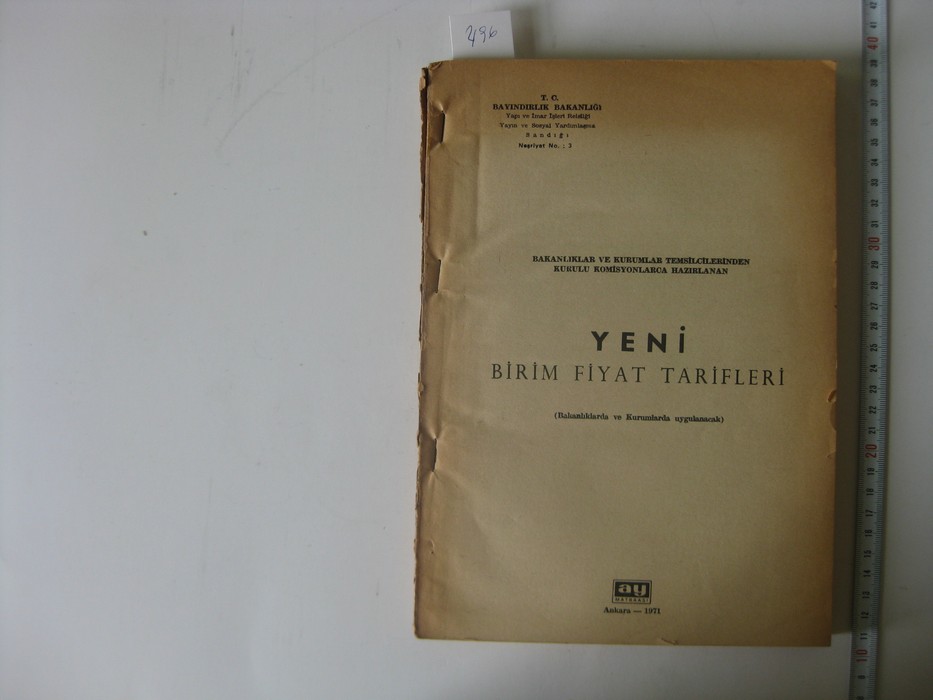 496
T. C.
BAYINDIRLIK BAKANLIĞI
Yapı ve İmar İşleri Reisliği
Yayın ve Sosyal Yardımlaşma
Sandığı
Neşriyat No. : 3
BAKANLIKLAR VE KURUMLAR TEMSİLCİLERİNDEN
KURULU KOMİSYONLARCA HAZIRLANAN
YENİ
BİRİM FİYAT TARİFLERİ
(Bakanlıklarda ve Kurumlarda uygulanacak)
ay
MATBAASI
Ankara — 1971